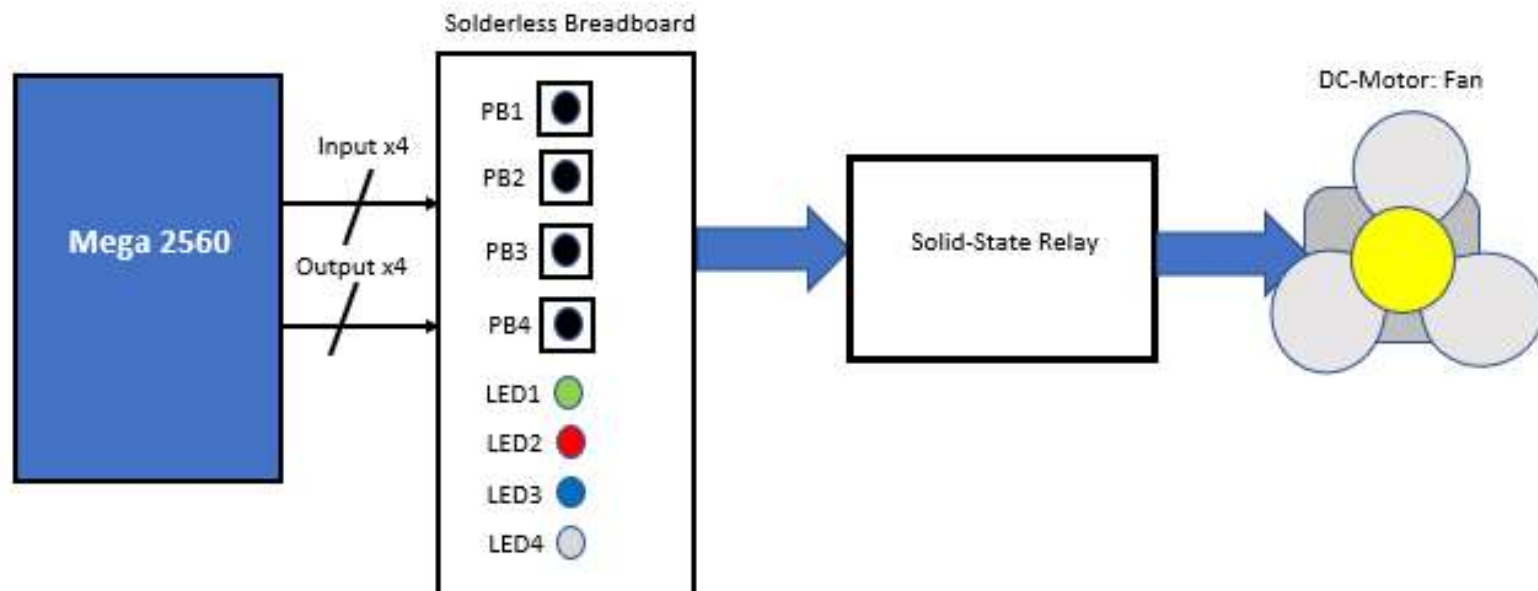 Solderless Breadboard
DC-Motor: Fan
PB1
Input x4
PB2
Mega 2560
PB3
Solid-State Relay
Output x4
PB4
LED1
LED2
LED3
LED4